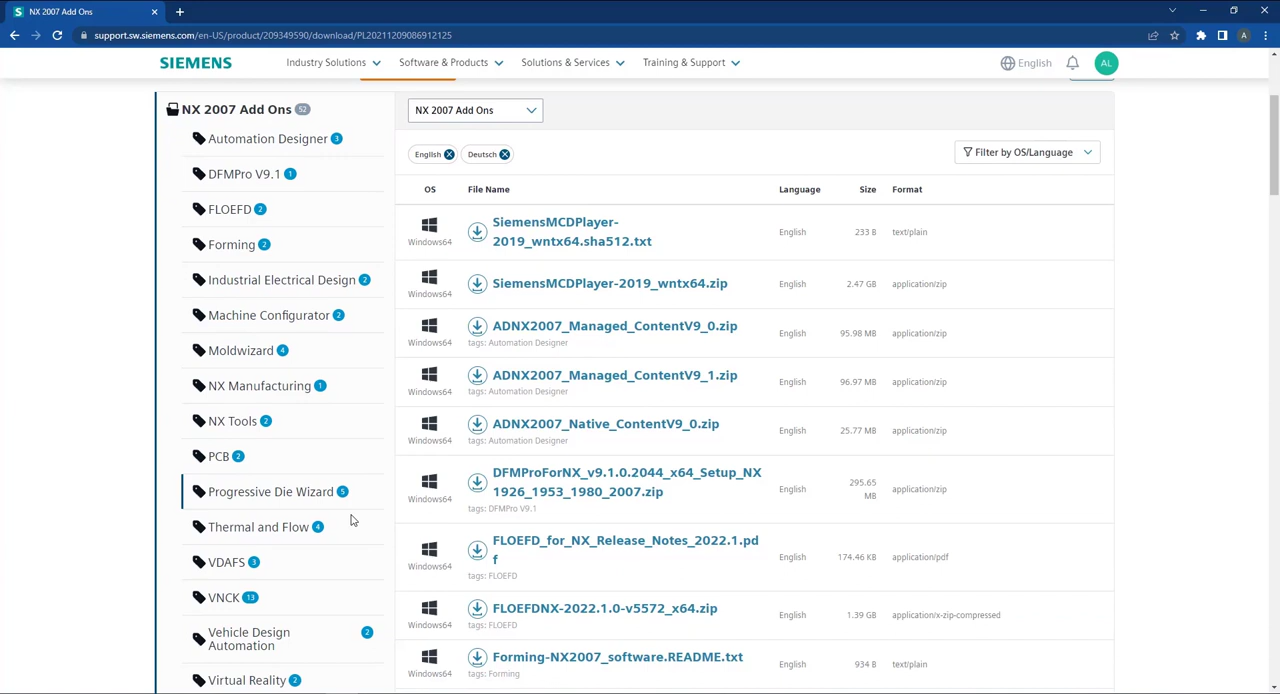 NX 2007 Add Ons
support.sw.siemens.com/en-US/product/209349590/download/PL20211209086912125
A
SIEMENS
Industry Solutions
Software & Products
Solutions & Services
Training & Support
English
AL
NX 2007 Add Ons 52
Automation Designer 3
DFMPro V9.1 1
FLOEFD 2
Forming 2
Industrial Electrical Design 2
Machine Configurator 2
Moldwizard 4
NX Manufacturing 1
NX Tools 2
PCB 2
Progressive Die Wizard 5
Thermal and Flow 4
VDAFS 3
VNCK 13
Vehicle Design
Automation 2
Virtual Reality 2
NX 2007 Add Ons
English
Deutsch
Filter by OS/Language
OS File Name Language Size Format
SiemensMCDPlayer-
2019_wntx64.sha512.txt
Windows64 English 233 B text/plain
SiemensMCDPlayer-2019_wntx64.zip
Windows64 English 2.47 GB application/zip
ADNX2007_Managed_ContentV9_0.zip
tags: Automation Designer
Windows64 English 95.98 MB application/zip
ADNX2007_Managed_ContentV9_1.zip
tags: Automation Designer
Windows64 English 96.97 MB application/zip
ADNX2007_Native_ContentV9_0.zip
tags: Automation Designer
Windows64 English 25.77 MB application/zip
DFMProForNX_v9.1.0.2044_x64_Setup_NX
1926_1953_1980_2007.zip
tags: DFMPro V9.1
Windows64 English 295.65
MB application/zip
FLOEFD_for_NX_Release_Notes_2022.1.pd
f
tags: FLOEFD
Windows64 English 174.46 KB application/pdf
FLOEFDNX-2022.1.0-v5572_x64.zip
tags: FLOEFD
Windows64 English 1.39 GB application/x-zip-compressed
Forming-NX2007_software.README.txt
tags: Forming
Windows64 English 934 B text/plain